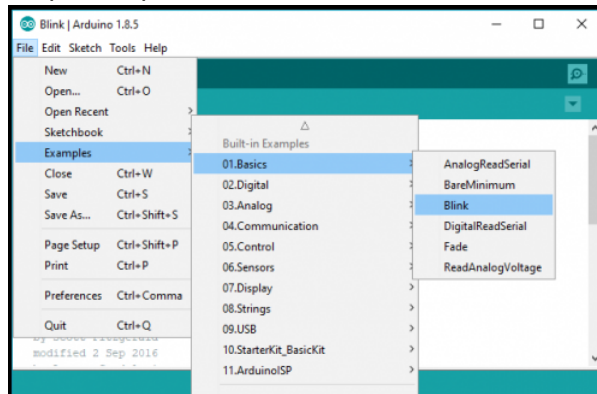 Blink | Arduino 1.8.5
File Edit Sketch Tools Help
New Ctrl+N
Open... Ctrl+O
Open Recent
Sketchbook
Examples
Close Ctrl+W
Save Ctrl+S
Save As... Ctrl+Shift+S
Page Setup Ctrl+Shift+P
Print Ctrl+P
Preferences Ctrl+Comma
Quit Ctrl+Q
Built-in Examples
01.Basics
02.Digital
03.Analog
04.Communication
05.Control
06.Sensors
07.Display
08.Strings
09.USB
10.StarterKit_BasicKit
11.ArduinoISP
AnalogReadSerial
BareMinimum
Blink
DigitalReadSerial
Fade
ReadAnalogVoltage
modified 2 Sep 2016